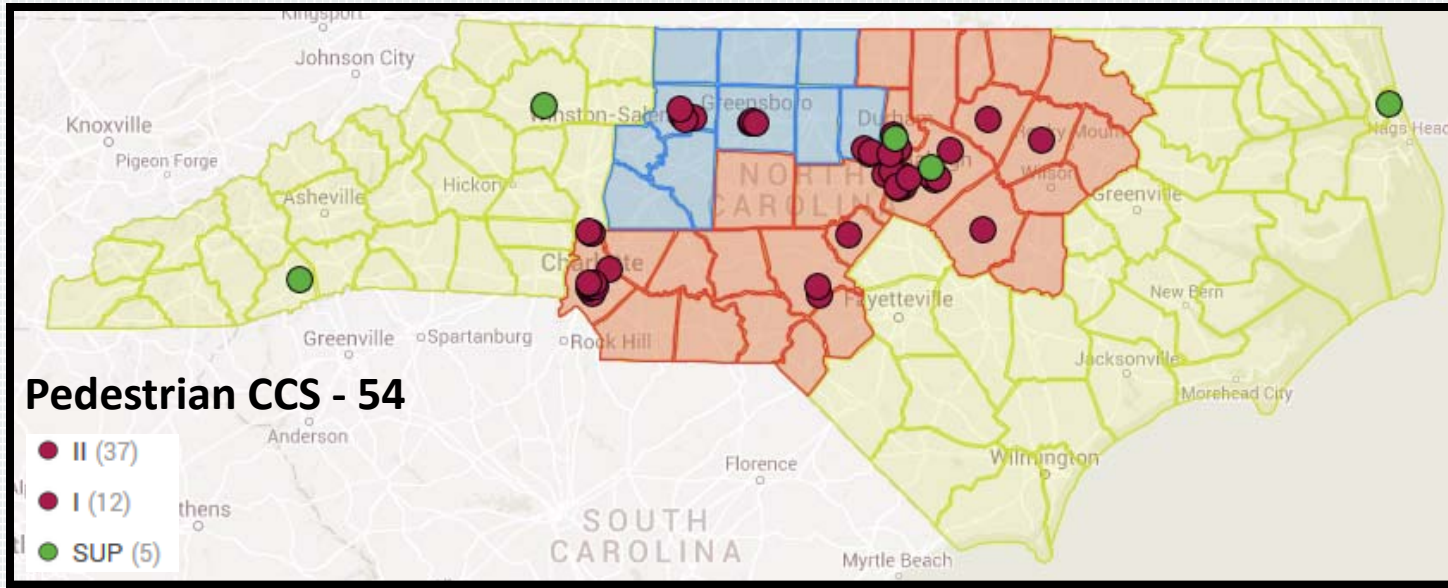 Kingsport
Johnson City
Knoxville
Pigeon Forge
Winston-Salem
Greensboro
Durham
Raleigh
Rocky Mount
Nags Head
Wilson
Greenville
Hickory
Asheville
NORTH
CAROLINA
Charlotte
Fayetteville
New Bern
Greenville
Spartanburg
Rock Hill
Jacksonville
Morehead City
Pedestrian CCS - 54
Anderson
II (37)
I (12)
SUP (5)
thens
Florence
Wilmington
SOUTH
CAROLINA
Myrtle Beach